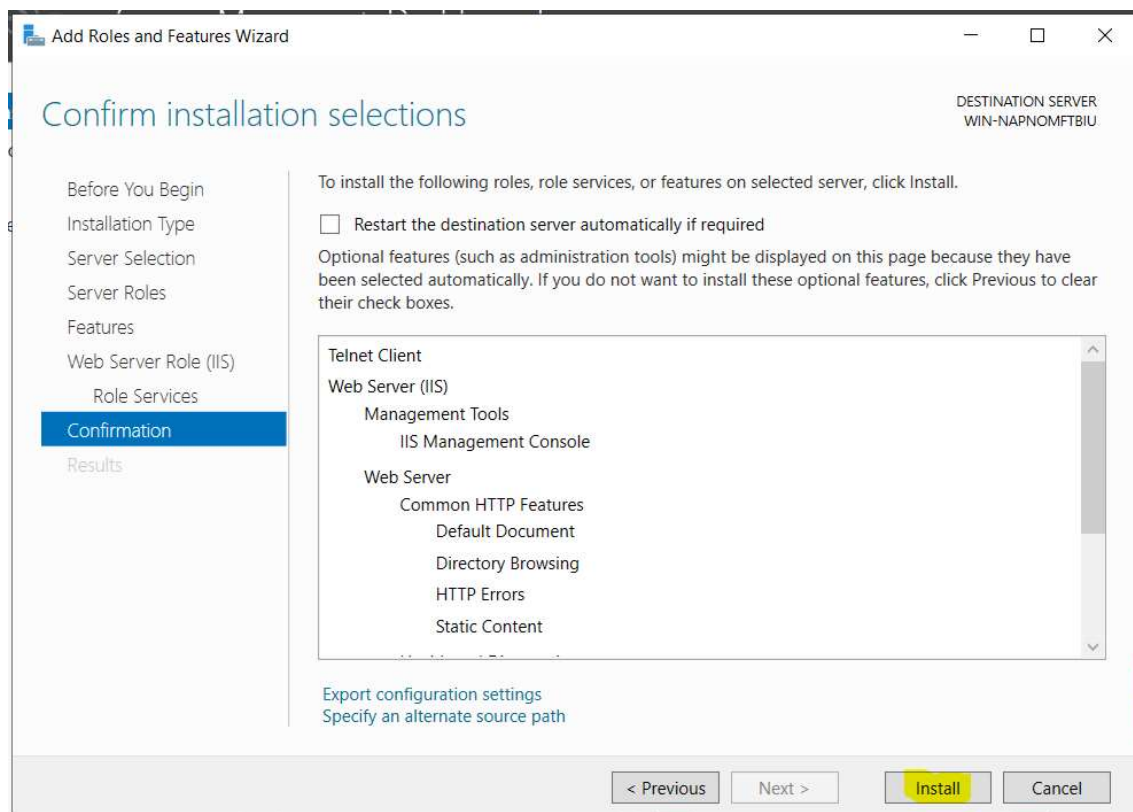 Add Roles and Features Wizard
Confirm installation selections
DESTINATION SERVER
WIN-NAPNOMFTBIU
Before You Begin
Installation Type
Server Selection
Server Roles
Features
Web Server Role (IIS)
Role Services
Confirmation
Results
To install the following roles, role services, or features on selected server, click Install.
Restart the destination server automatically if required
Optional features (such as administration tools) might be displayed on this page because they have
been selected automatically. If you do not want to install these optional features, click Previous to clear
their check boxes.
Telnet Client
Web Server (IIS)
Management Tools
IIS Management Console
Web Server
Common HTTP Features
Default Document
Directory Browsing
HTTP Errors
Static Content
Export configuration settings
Specify an alternate source path
< Previous
Next >
Install
Cancel